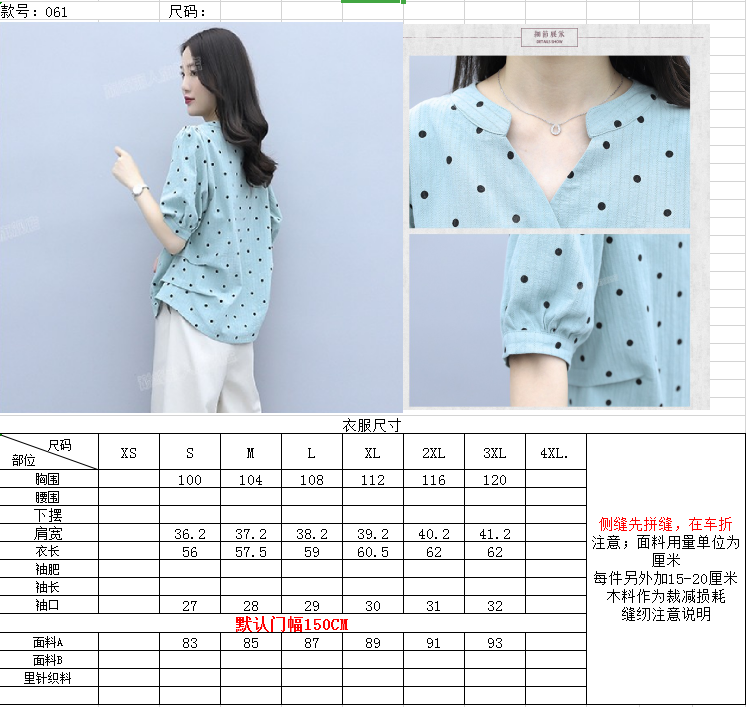 款号：061 尺码：
細節展示
DETAILS SHOW
衣服尺寸
尺码
部位 XS S M L XL 2XL 3XL 4XL.
胸围 100 104 108 112 116 120
腰围
下摆
肩宽 36.2 37.2 38.2 39.2 40.2 41.2
衣长 56 57.5 59 60.5 62 62
袖肥
袖长
袖口 27 28 29 30 31 32
默认门幅150CM
面料A 83 85 87 89 91 93
面料B
里针织料
侧缝先拼缝，在车折
注意；面料用量单位为
厘米
每件另外加15-20厘米
木料作为裁减损耗
缝纫注意说明